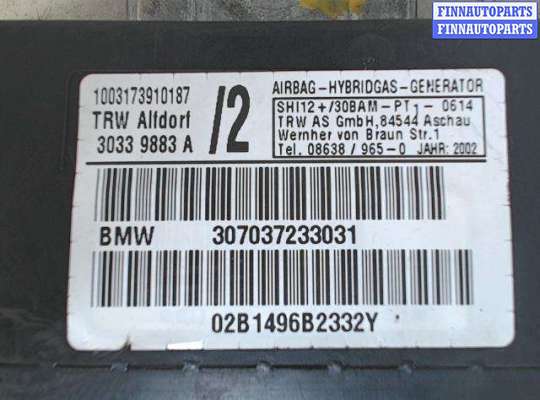 FINNAUTOPARTS
FINNAUTOPARTS
1003173910187
TRW Alfdorf
3033 9883 A
/2
AIRBAG-HYBRIDGAS-GENERATOR
SHI12+/30BAM-PT1- 0614
TRW AS GmbH,84544 Aschau
Wernher von Braun Str.1
Tel. 08638 / 965-0 JAHR: 2002
BMW 307037233031
02B1496B2332Y